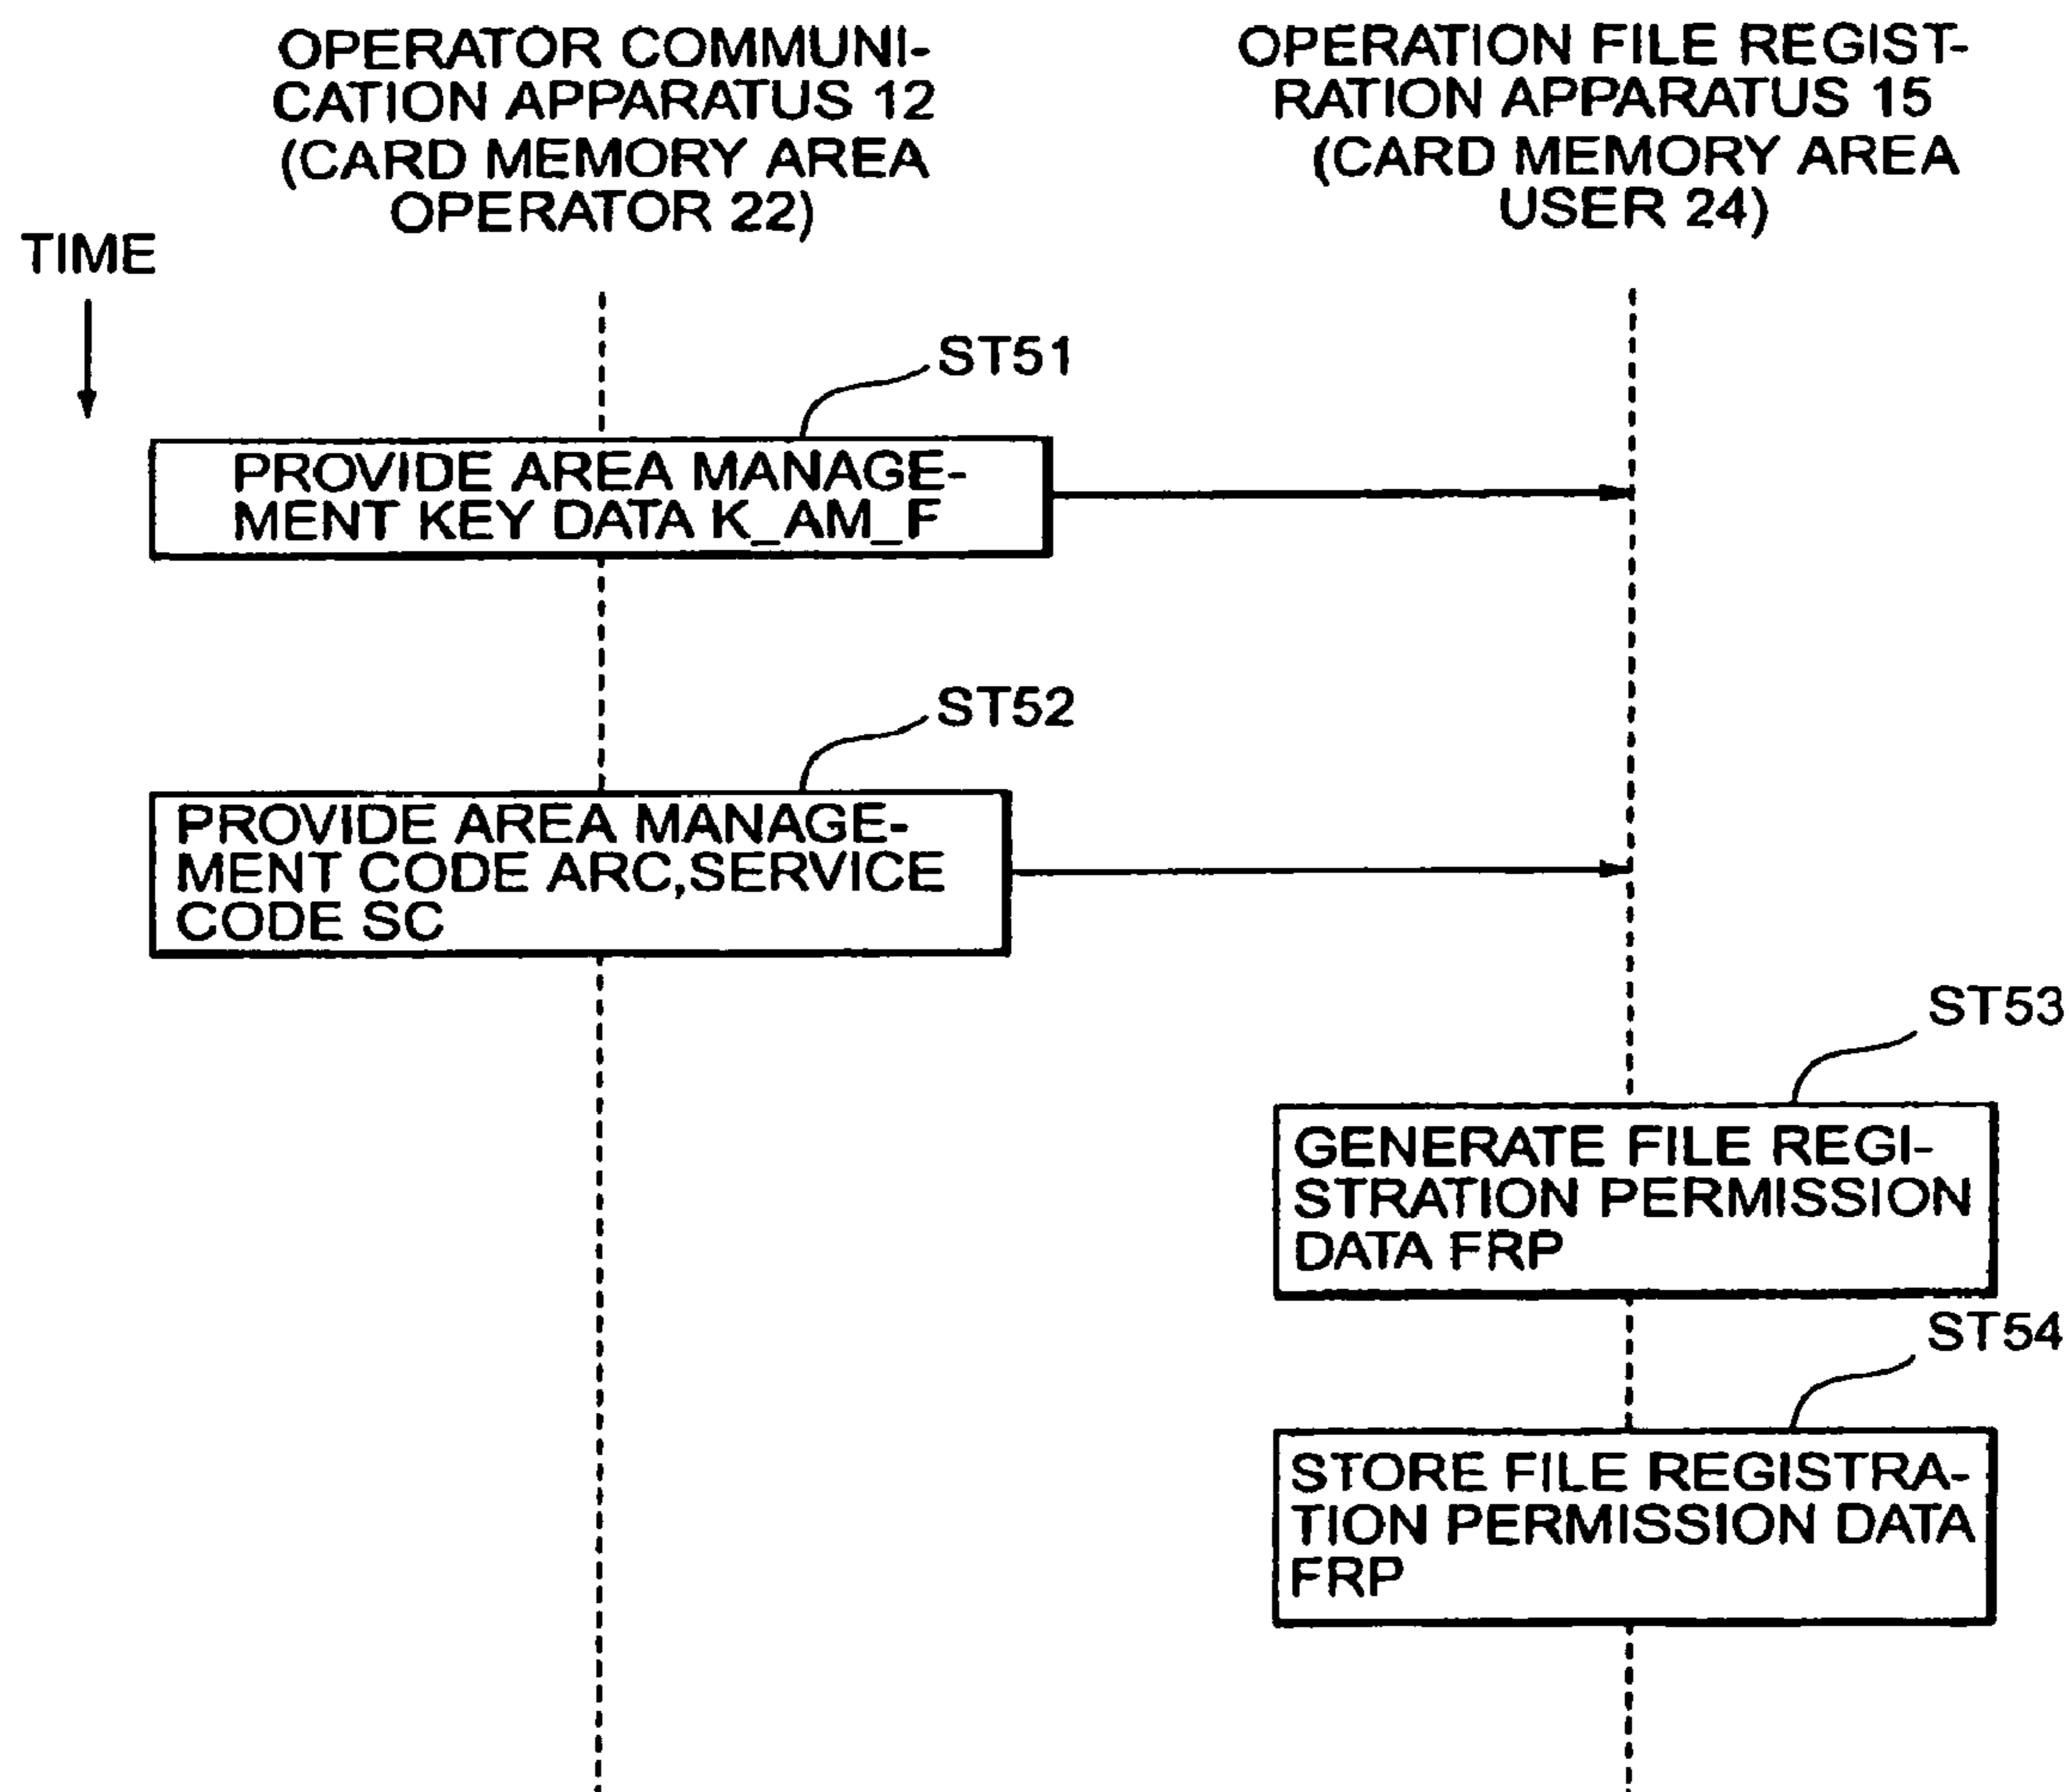 OPERATOR COMMUNI-
CATION APPARATUS 12
(CARD MEMORY AREA
OPERATOR 22)
OPERATION FILE REGIST-
RATION APPARATUS 15
(CARD MEMORY AREA
USER 24)
TIME
ST51
PROVIDE AREA MANAGE-
MENT KEY DATA K_AM_F
ST52
PROVIDE AREA MANAGE-
MENT CODE ARC,SERVICE
CODE SC
ST53
GENERATE FILE REGI-
STRATION PERMISSION
DATA FRP
ST54
STORE FILE REGISTRA-
TION PERMISSION DATA
FRP